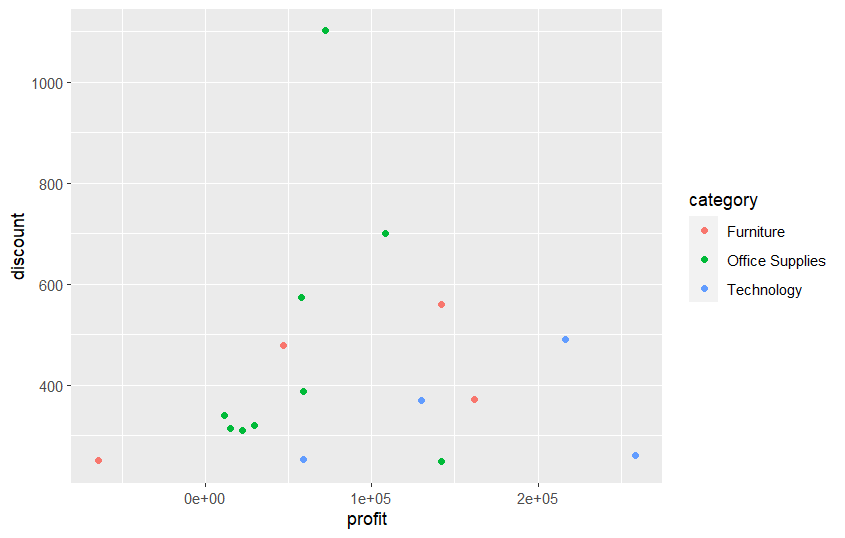 1000
800
600
400
discount
0e+00 1e+05 2e+05
profit
category
Furniture
Office Supplies
Technology